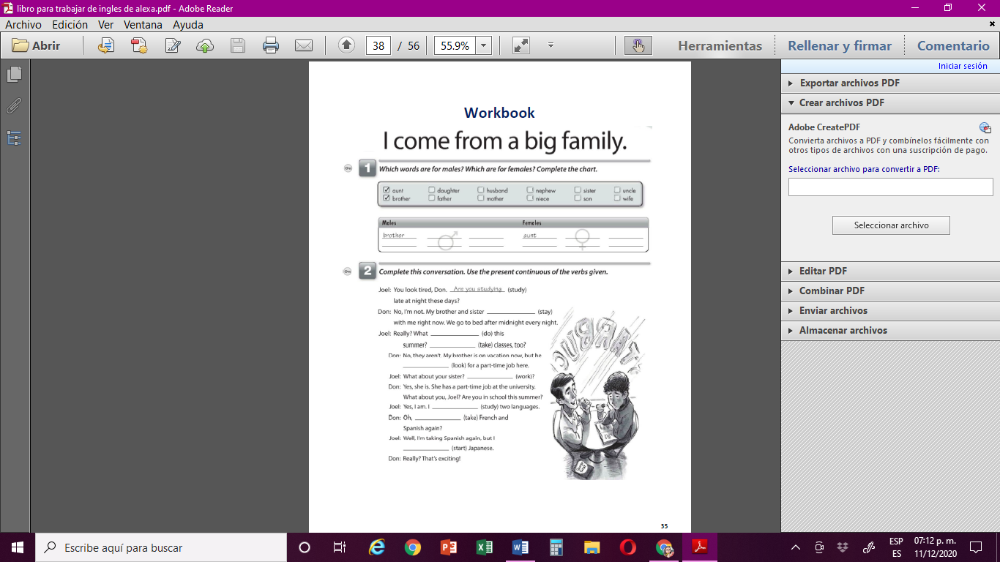 libro para trabajar de ingles de alexa.pdf - Adobe Reader
Archivo Edición Ver Ventana Ayuda
Abrir 38 / 56 55.9% Herramientas Rellenar y firmar Comentario
Iniciar sesión
Exportar archivos PDF
Crear archivos PDF
Adobe CreatePDF
Convierta archivos a PDF y combínelos fácilmente con
otros tipos de archivos con una suscripción de pago.
Seleccionar archivo para convertir a PDF:
Seleccionar archivo
Editar PDF
Combinar PDF
Enviar archivos
Almacenar archivos
Workbook
I come from a big family.
1 Which words are for males? Which are for females? Complete the chart.
aunt daughter husband nephew sister uncle
brother father mother niece son wife
Males Females
brother aunt
2 Complete this conversation. Use the present continuous of the verbs given.
Joel: You look tired, Don. Are you studying (study)
late at night these days?
Don: No, I'm not. My brother and sister (stay)
with me right now. We go to bed after midnight every night.
Joel: Really? What (do) this
summer? (take) classes, too?
Don: No, they aren't. My brother is on vacation now, but he
(look) for a part-time job here.
Joel: What about your sister? (work)?
Don: Yes, she is. She has a part-time job at the university.
What about you, Joel? Are you in school this summer?
Joel: Yes, I am. I (study) two languages.
Don: Oh, (take) French and
Spanish again?
Joel: Well, I'm taking Spanish again, but I
(start) Japanese.
Don: Really? That's exciting!
35
Escribe aquí para buscar
ESP 07:12 p. m.
ES 11/12/2020